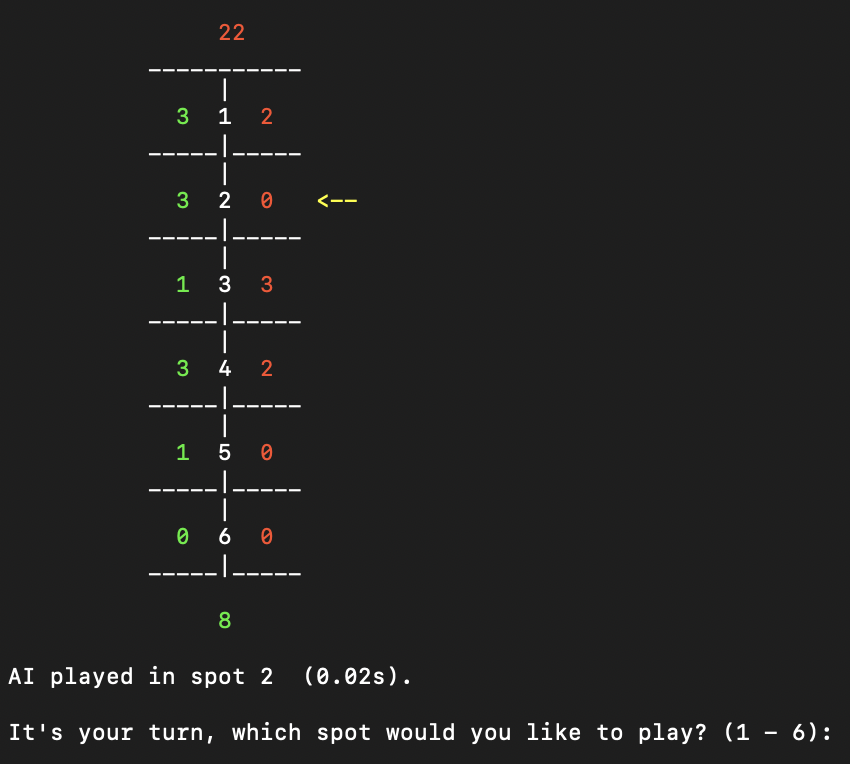 22
-----------
|
3 1 2
-----|-----
|
3 2 0 <--
-----|-----
|
1 3 3
-----|-----
|
3 4 2
-----|-----
|
1 5 0
-----|-----
|
0 6 0
-----|-----
8
AI played in spot 2 (0.02s).
It's your turn, which spot would you like to play? (1 - 6):